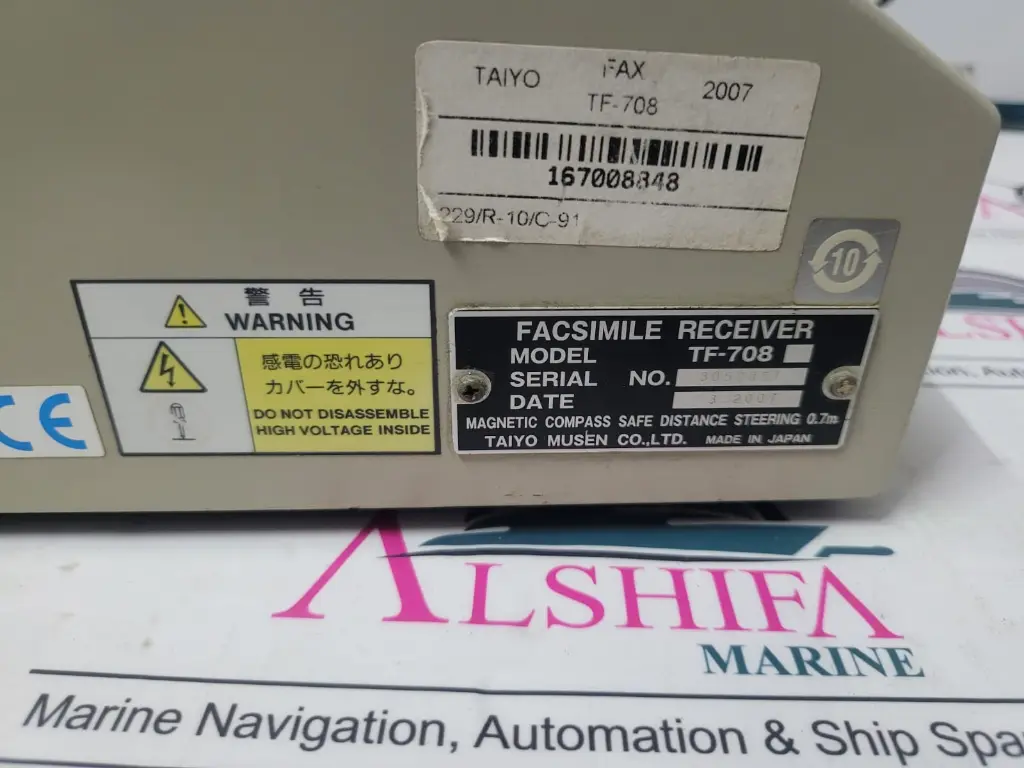 TAIYO FAX 2007
TF-708
167008848
229/R-10/C-91
10
警告
WARNING
感電の恐れあり
カバーを外すな。
DO NOT DISASSEMBLE
HIGH VOLTAGE INSIDE
CE
FACSIMILE RECEIVER
MODEL TF-708
SERIAL NO.
DATE 3.2007
MAGNETIC COMPASS SAFE DISTANCE STEERING 0.7m
TAIYO MUSEN CO.,LTD. MADE IN JAPAN
ALSHIFA
MARINE
Marine Navigation, Automation & Ship Spa
ALSHIF